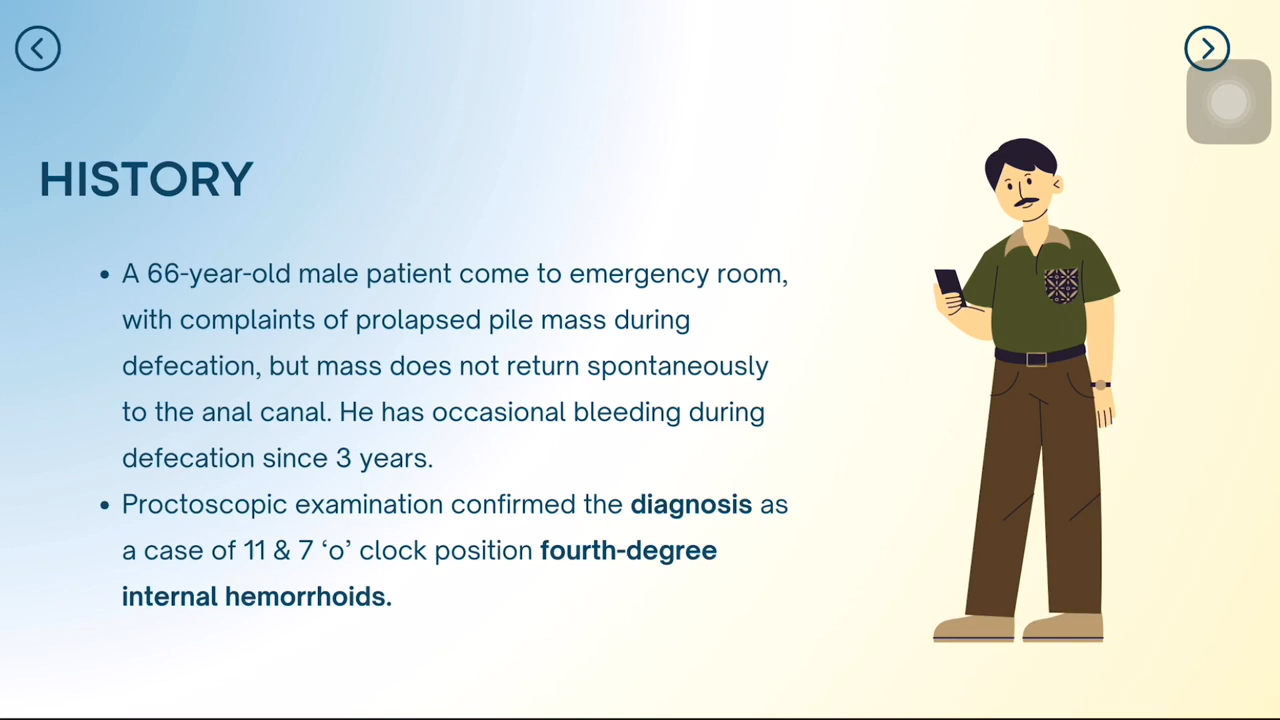 HISTORY
• A 66-year-old male patient come to emergency room,
with complaints of prolapsed pile mass during
defecation, but mass does not return spontaneously
to the anal canal. He has occasional bleeding during
defecation since 3 years.
• Proctoscopic examination confirmed the diagnosis as
a case of 11 & 7 ‘o’ clock position fourth-degree
internal hemorrhoids.